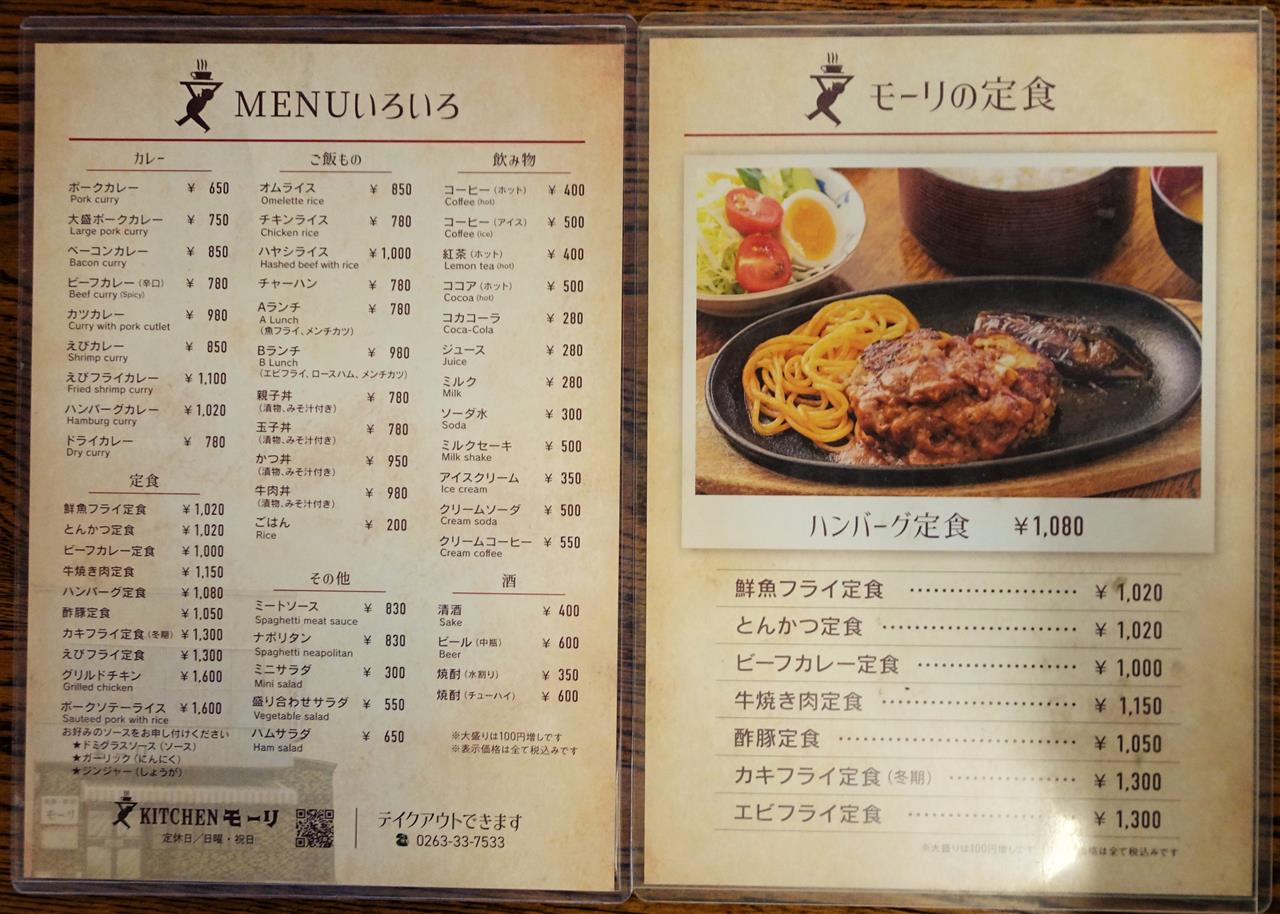 MENUいろいろ
カレー
ポークカレー ¥ 650
Pork curry
大盛ポークカレー ¥ 750
Large pork curry
ベーコンカレー ¥ 850
Bacon curry
ビーフカレー（辛口） ¥ 780
Beef curry (Spicy)
カツカレー ¥ 980
Curry with pork cutlet
えびカレー ¥ 850
Shrimp curry
えびフライカレー ¥ 1,100
Fried shrimp curry
ハンバーグカレー ¥ 1,020
Hamburg curry
ドライカレー ¥ 780
Dry curry
定食
鮮魚フライ定食 ¥ 1,020
とんかつ定食 ¥ 1,020
ビーフカレー定食 ¥ 1,000
牛焼き肉定食 ¥ 1,150
ハンバーグ定食 ¥ 1,080
酢豚定食 ¥ 1,050
カキフライ定食（冬期） ¥ 1,300
えびフライ定食 ¥ 1,300
グリルドチキン ¥ 1,600
Grilled chicken
ポークソテーライス ¥ 1,600
Sauteed pork with rice
お好みのソースをお申し付けください
★ドミグラスソース（ソース）
★ガーリック（にんにく）
★ジンジャー（しょうが）
ご飯もの
オムライス ¥ 850
Omelette rice
チキンライス ¥ 780
Chicken rice
ハヤシライス ¥ 1,000
Hashed beef with rice
チャーハン ¥ 780
Aランチ ¥ 780
A Lunch
（魚フライ、メンチカツ）
Bランチ ¥ 980
B Lunch
（エビフライ、ロースハム、メンチカツ）
親子丼 ¥ 780
（漬物、みそ汁付き）
玉子丼 ¥ 780
（漬物、みそ汁付き）
かつ丼 ¥ 950
（漬物、みそ汁付き）
牛肉丼 ¥ 980
（漬物、みそ汁付き）
ごはん ¥ 200
Rice
その他
ミートソース ¥ 830
Spaghetti meat sauce
ナポリタン ¥ 830
Spaghetti neapolitan
ミニサラダ ¥ 300
Mini salad
盛り合わせサラダ ¥ 550
Vegetable salad
ハムサラダ ¥ 650
Ham salad
飲み物
コーヒー（ホット） ¥ 400
Coffee (hot)
コーヒー（アイス） ¥ 500
Coffee (ice)
紅茶（ホット） ¥ 400
Lemon tea (hot)
ココア（ホット） ¥ 500
Cocoa (hot)
コカコーラ ¥ 280
Coca-Cola
ジュース ¥ 280
Juice
ミルク ¥ 280
Milk
ソーダ水 ¥ 300
Soda
ミルクセーキ ¥ 500
Milk shake
アイスクリーム ¥ 350
Ice cream
クリームソーダ ¥ 500
Cream soda
クリームコーヒー ¥ 550
Cream coffee
酒
清酒 ¥ 400
Sake
ビール（中瓶） ¥ 600
Beer
焼酎（水割り） ¥ 350
焼酎（チューハイ） ¥ 600
※大盛りは100円増しです
※表示価格は全て税込みです
モーリ
KITCHEN モーリ
定休日／日曜・祝日
テイクアウトできます
☎ 0263-33-7533
モーリの定食
ハンバーグ定食 ¥1,080
鮮魚フライ定食 ¥ 1,020
とんかつ定食 ¥ 1,020
ビーフカレー定食 ¥ 1,000
牛焼き肉定食 ¥ 1,150
酢豚定食 ¥ 1,050
カキフライ定食（冬期） ¥ 1,300
エビフライ定食 ¥ 1,300
※大盛りは100円増しです 価格は全て税込みです